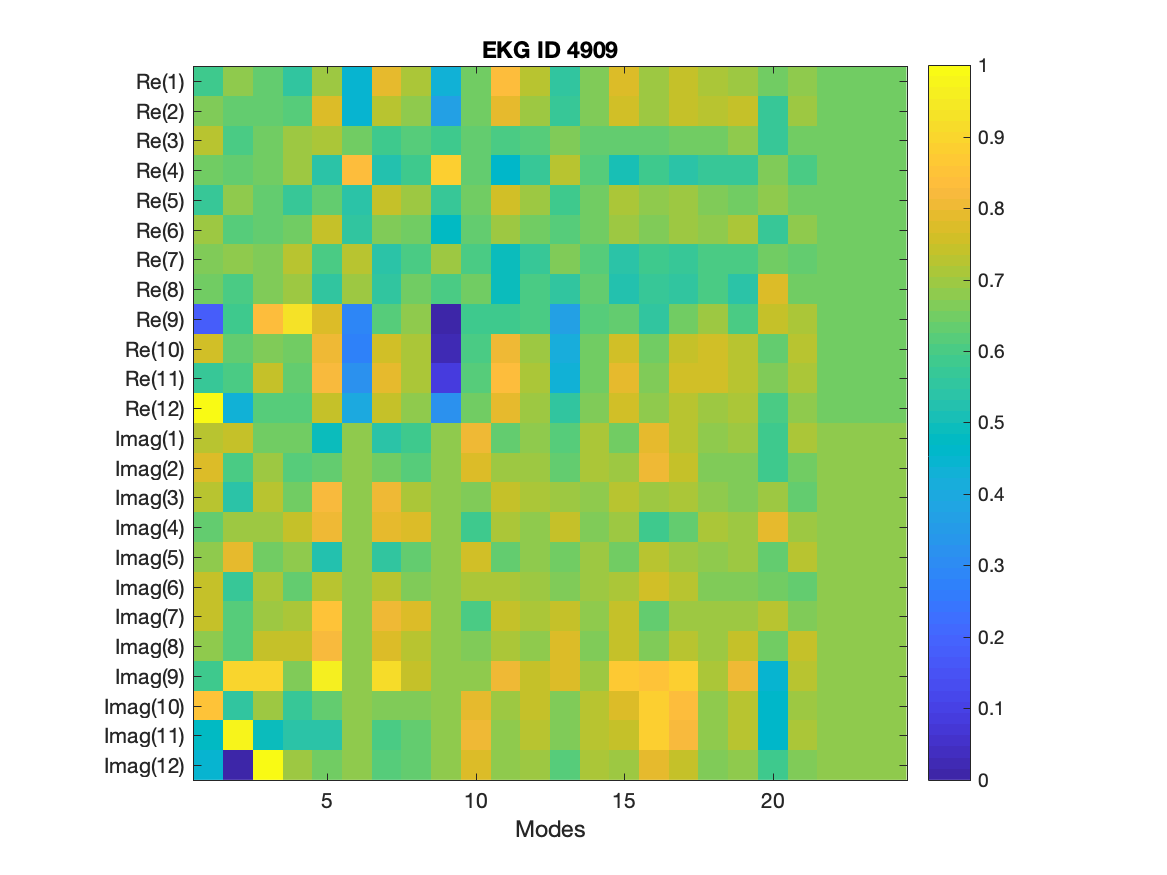 EKG ID 4909
Re(1)
Re(2)
Re(3)
Re(4)
Re(5)
Re(6)
Re(7)
Re(8)
Re(9)
Re(10)
Re(11)
Re(12)
Imag(1)
Imag(2)
Imag(3)
Imag(4)
Imag(5)
Imag(6)
Imag(7)
Imag(8)
Imag(9)
Imag(10)
Imag(11)
Imag(12)
5 10 15 20
Modes
1
0.9
0.8
0.7
0.6
0.5
0.4
0.3
0.2
0.1
0